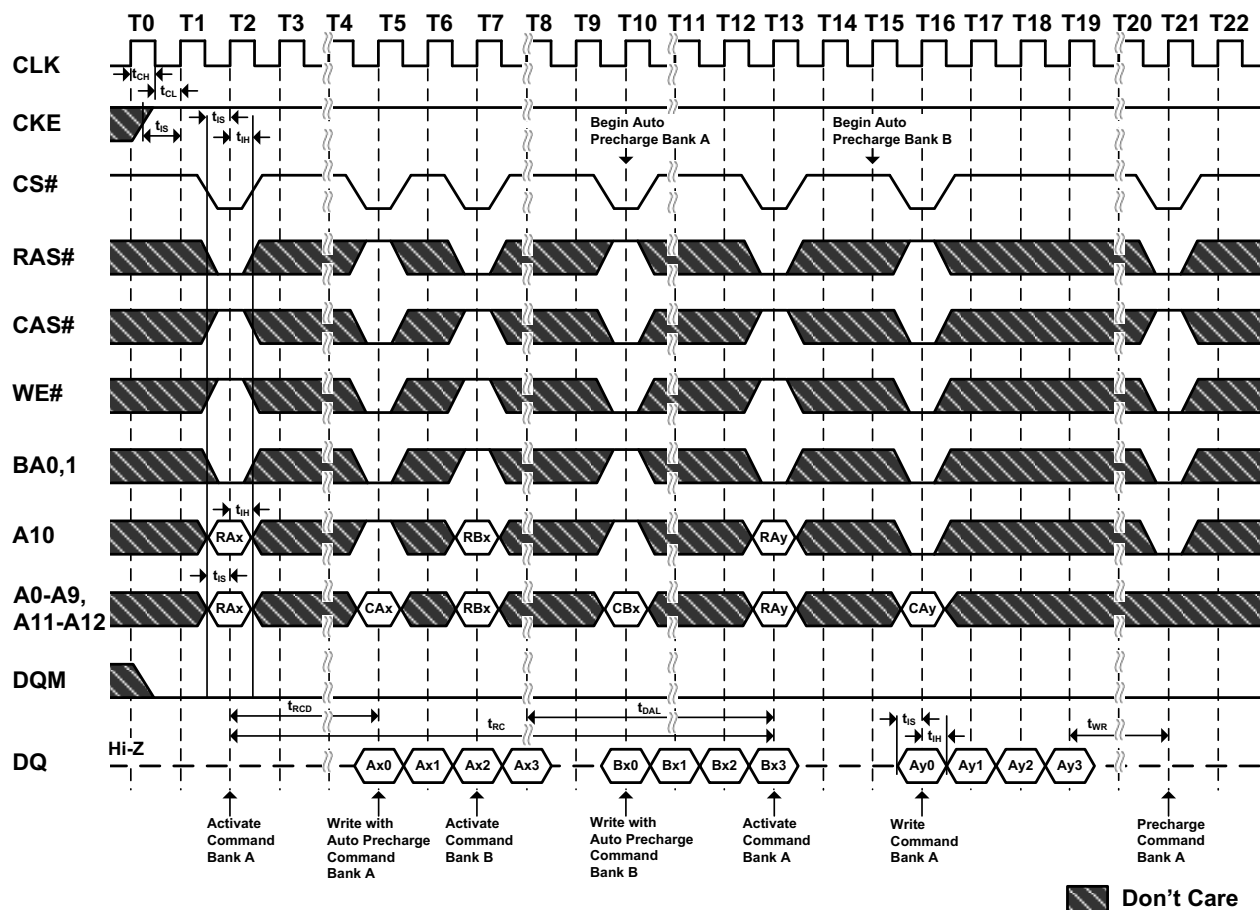 T0 T1 T2 T3 T4 T5 T6 T7 T8 T9 T10 T11 T12 T13 T14 T15 T16 T17 T18 T19 T20 T21 T22
CLK
tCH
tCL
CKE
tIS
tIS
tIH
Begin Auto
Precharge Bank A
Begin Auto
Precharge Bank B
CS#
RAS#
CAS#
WE#
BA0,1
tIH
A10
RAx RBx RAy
tIS
A0-A9,
A11-A12
RAx CAx RBx CBx RAy CAy
DQM
tRCD
tDAL
tRC
tIS
tIH
tWR
Hi-Z
DQ
Ax0 Ax1 Ax2 Ax3 Bx0 Bx1 Bx2 Bx3 Ay0 Ay1 Ay2 Ay3
Activate
Command
Bank A
Write with
Auto Precharge
Command
Bank A
Activate
Command
Bank B
Write with
Auto Precharge
Command
Bank B
Activate
Command
Bank A
Write
Command
Bank A
Precharge
Command
Bank A
Don't Care